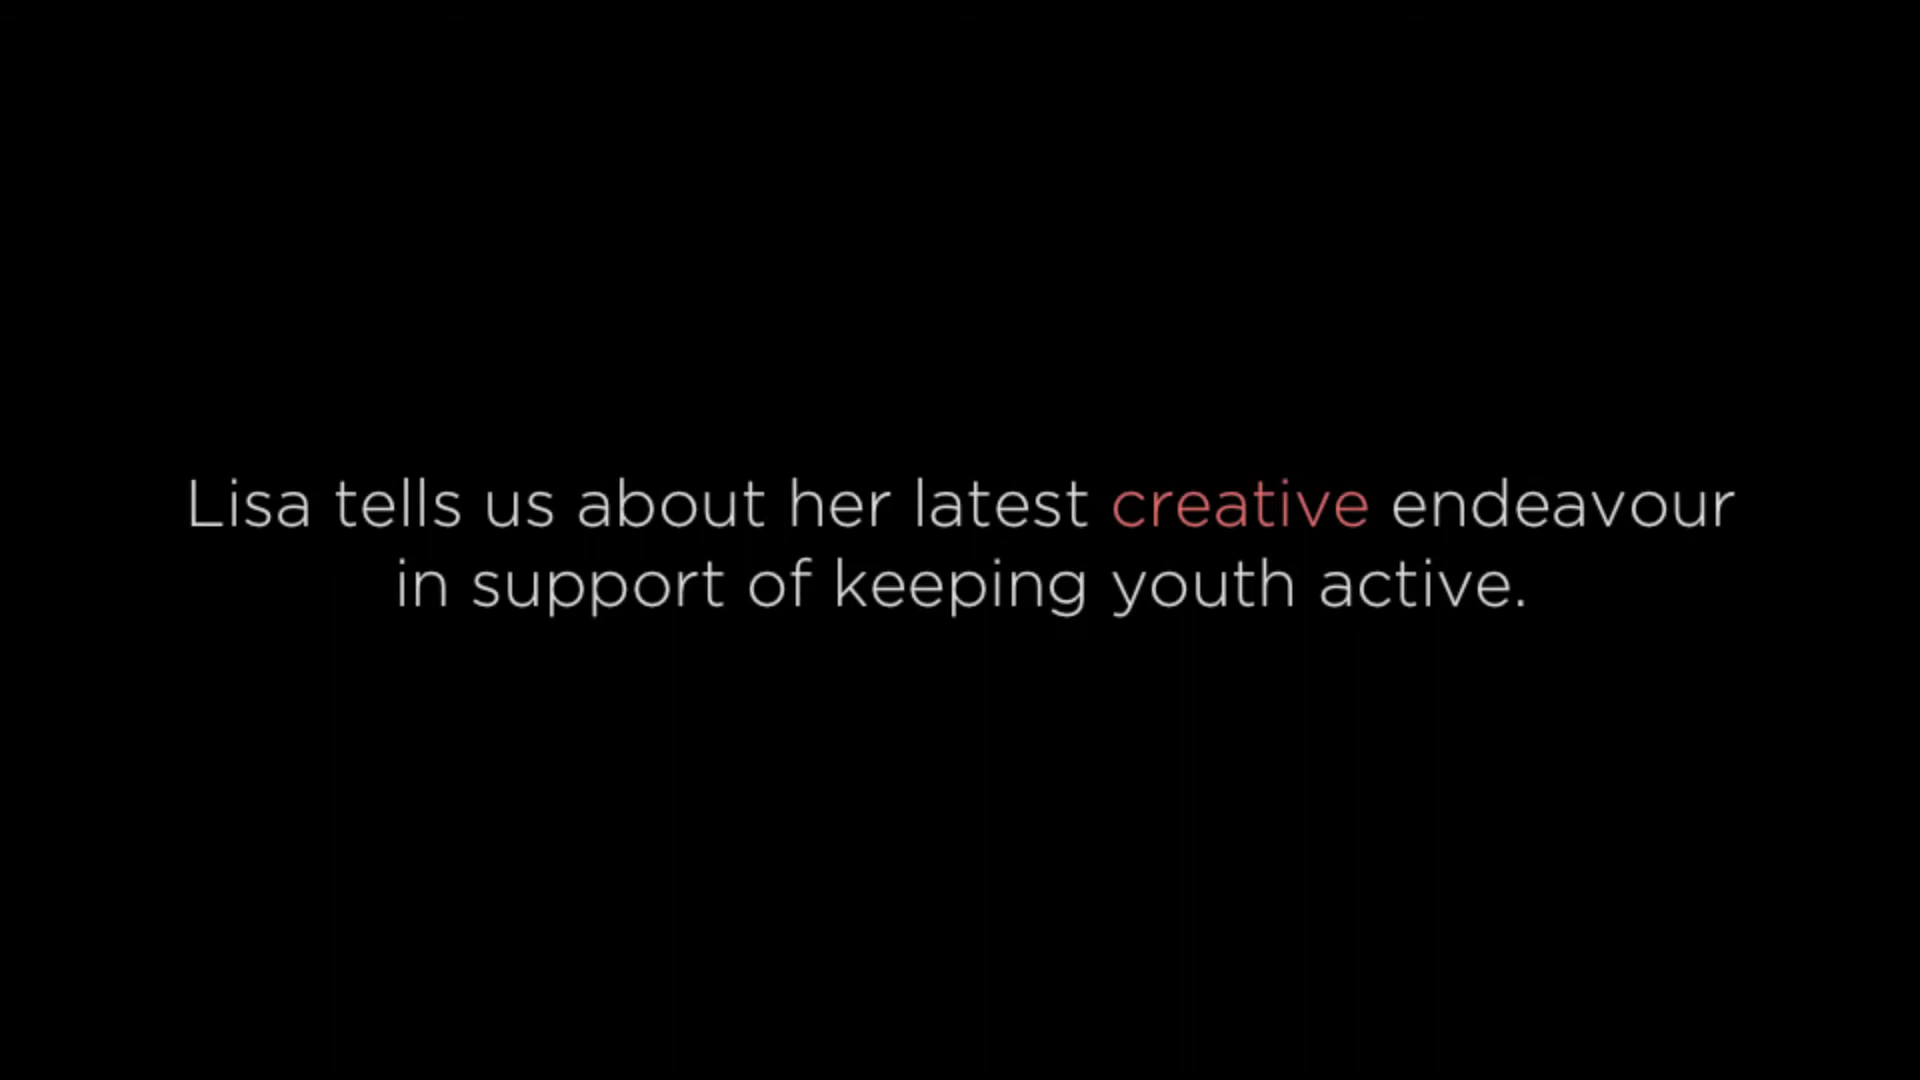 Lisa tells us about her latest creative endeavour
in support of keeping youth active.